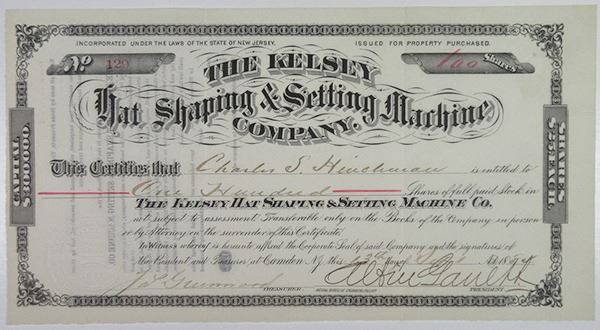 INCORPORATED UNDER THE LAWS OF THE STATE OF NEW JERSEY. ISSUED FOR PROPERTY PURCHASED.
No 129 100 Shares
THE KELSEY
Hat Shaping & Setting Machine
COMPANY.
CAPITAL
$300.000.
SHARES
EACH.
This Certifies that Charles S. Hinchman is entitled to
One Hundred Shares of full paid stock in
THE KELSEY HAT SHAPING & SETTING MACHINE CO.
not subject to assessment. Transferable only on the Books of the Company in person
or by Attorney on the surrender of this Certificate.
In Witness whereof is hereunto affixed the Corporate Seal of said Company and the signatures of
the President and Treasurer at Camden NJ. this day of A.D. 18
TREASURER PRESIDENT